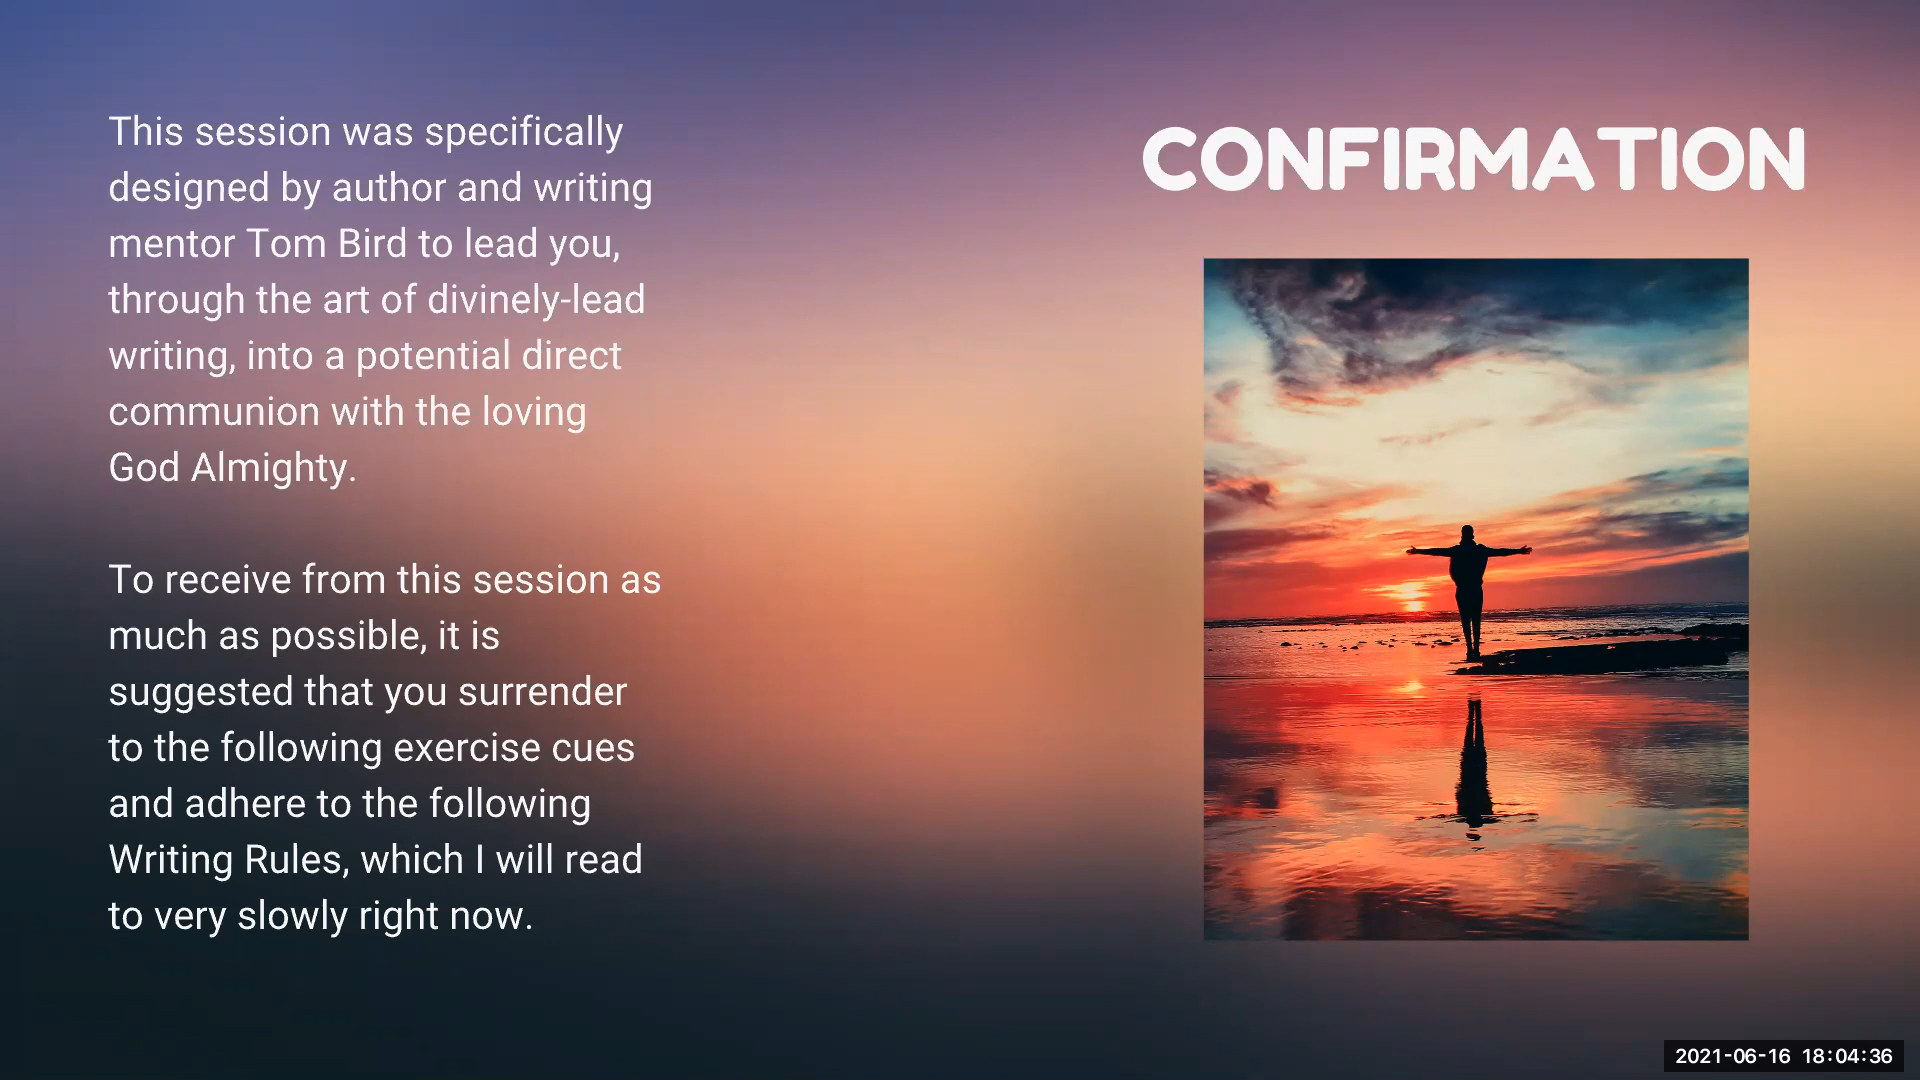 This session was specifically
designed by author and writing
mentor Tom Bird to lead you,
through the art of divinely-lead
writing, into a potential direct
communion with the loving
God Almighty.
To receive from this session as
much as possible, it is
suggested that you surrender
to the following exercise cues
and adhere to the following
Writing Rules, which I will read
to very slowly right now.
CONFIRMATION
2021-06-16 18:04:36